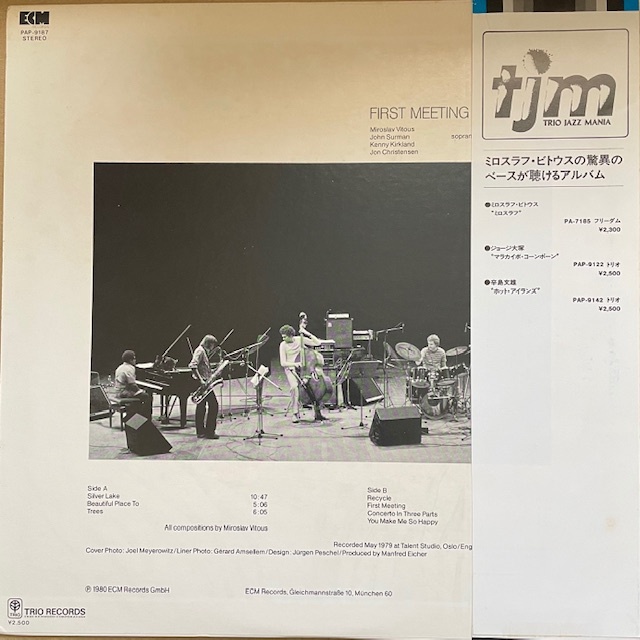 ECM
PAP-9187
STEREO
FIRST MEETING
Miroslav Vitous
John Surman sopran
Kenny Kirkland
Jon Christensen
Side A
Silver Lake 10:47
Beautiful Place To 5:06
Trees 6:05
All compositions by Miroslav Vitous
Side B
Recycle
First Meeting
Concerto In Three Parts
You Make Me So Happy
Recorded May 1979 at Talent Studio, Oslo/Eng
Cover Photo: Joel Meyerowitz/Liner Photo: Gérard Amsellem/Design: Jürgen Peschel/Produced by Manfred Eicher
Ⓟ 1980 ECM Records GmbH
ECM Records, Gleichmannstraße 10, München 60
TRIO
TRIO RECORDS
¥2,500
tjm
TRIO JAZZ MANIA
ミロスラフ・ビトウスの驚異の
ベースが聴けるアルバム
❶ミロスラフ・ビトウス
"ミロスラフ"
PA-7185 フリーダム
¥2,300
❷ジョージ大塚
"マラカイボ・コーンポーン"
PAP-9122 トリオ
¥2,500
❸辛島文雄
"ホット・アイランズ"
PAP-9142 トリオ
¥2,500